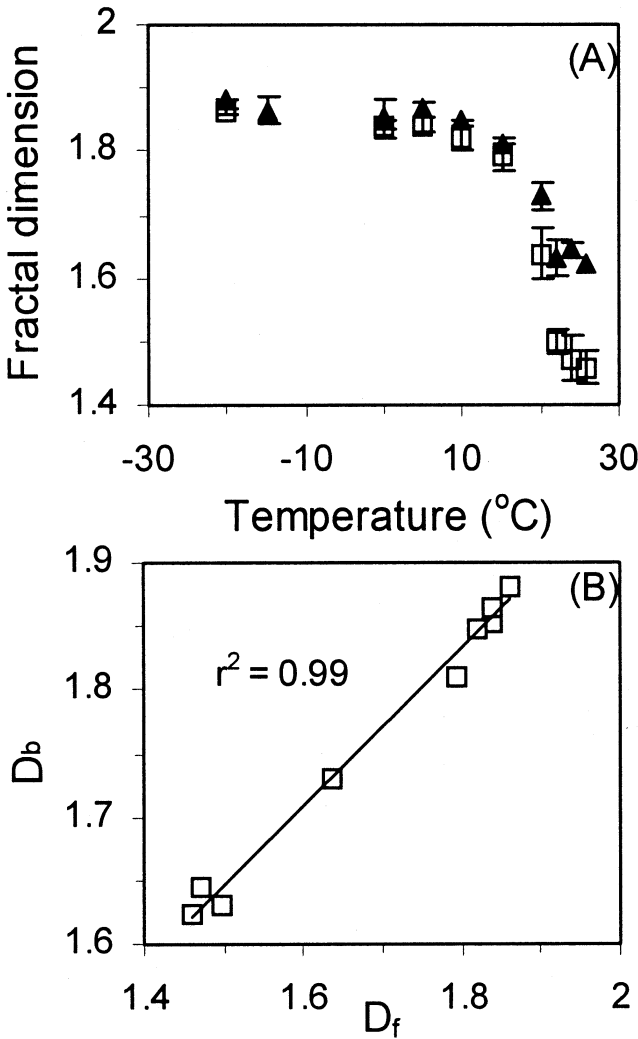 2
(A)
1.8
1.6
1.4
Fractal dimension
-30 -10 10 30
Temperature (°C)
1.9
(B)
r² = 0.99
1.8
1.7
1.6
Db
1.4 1.6 1.8 2
Df